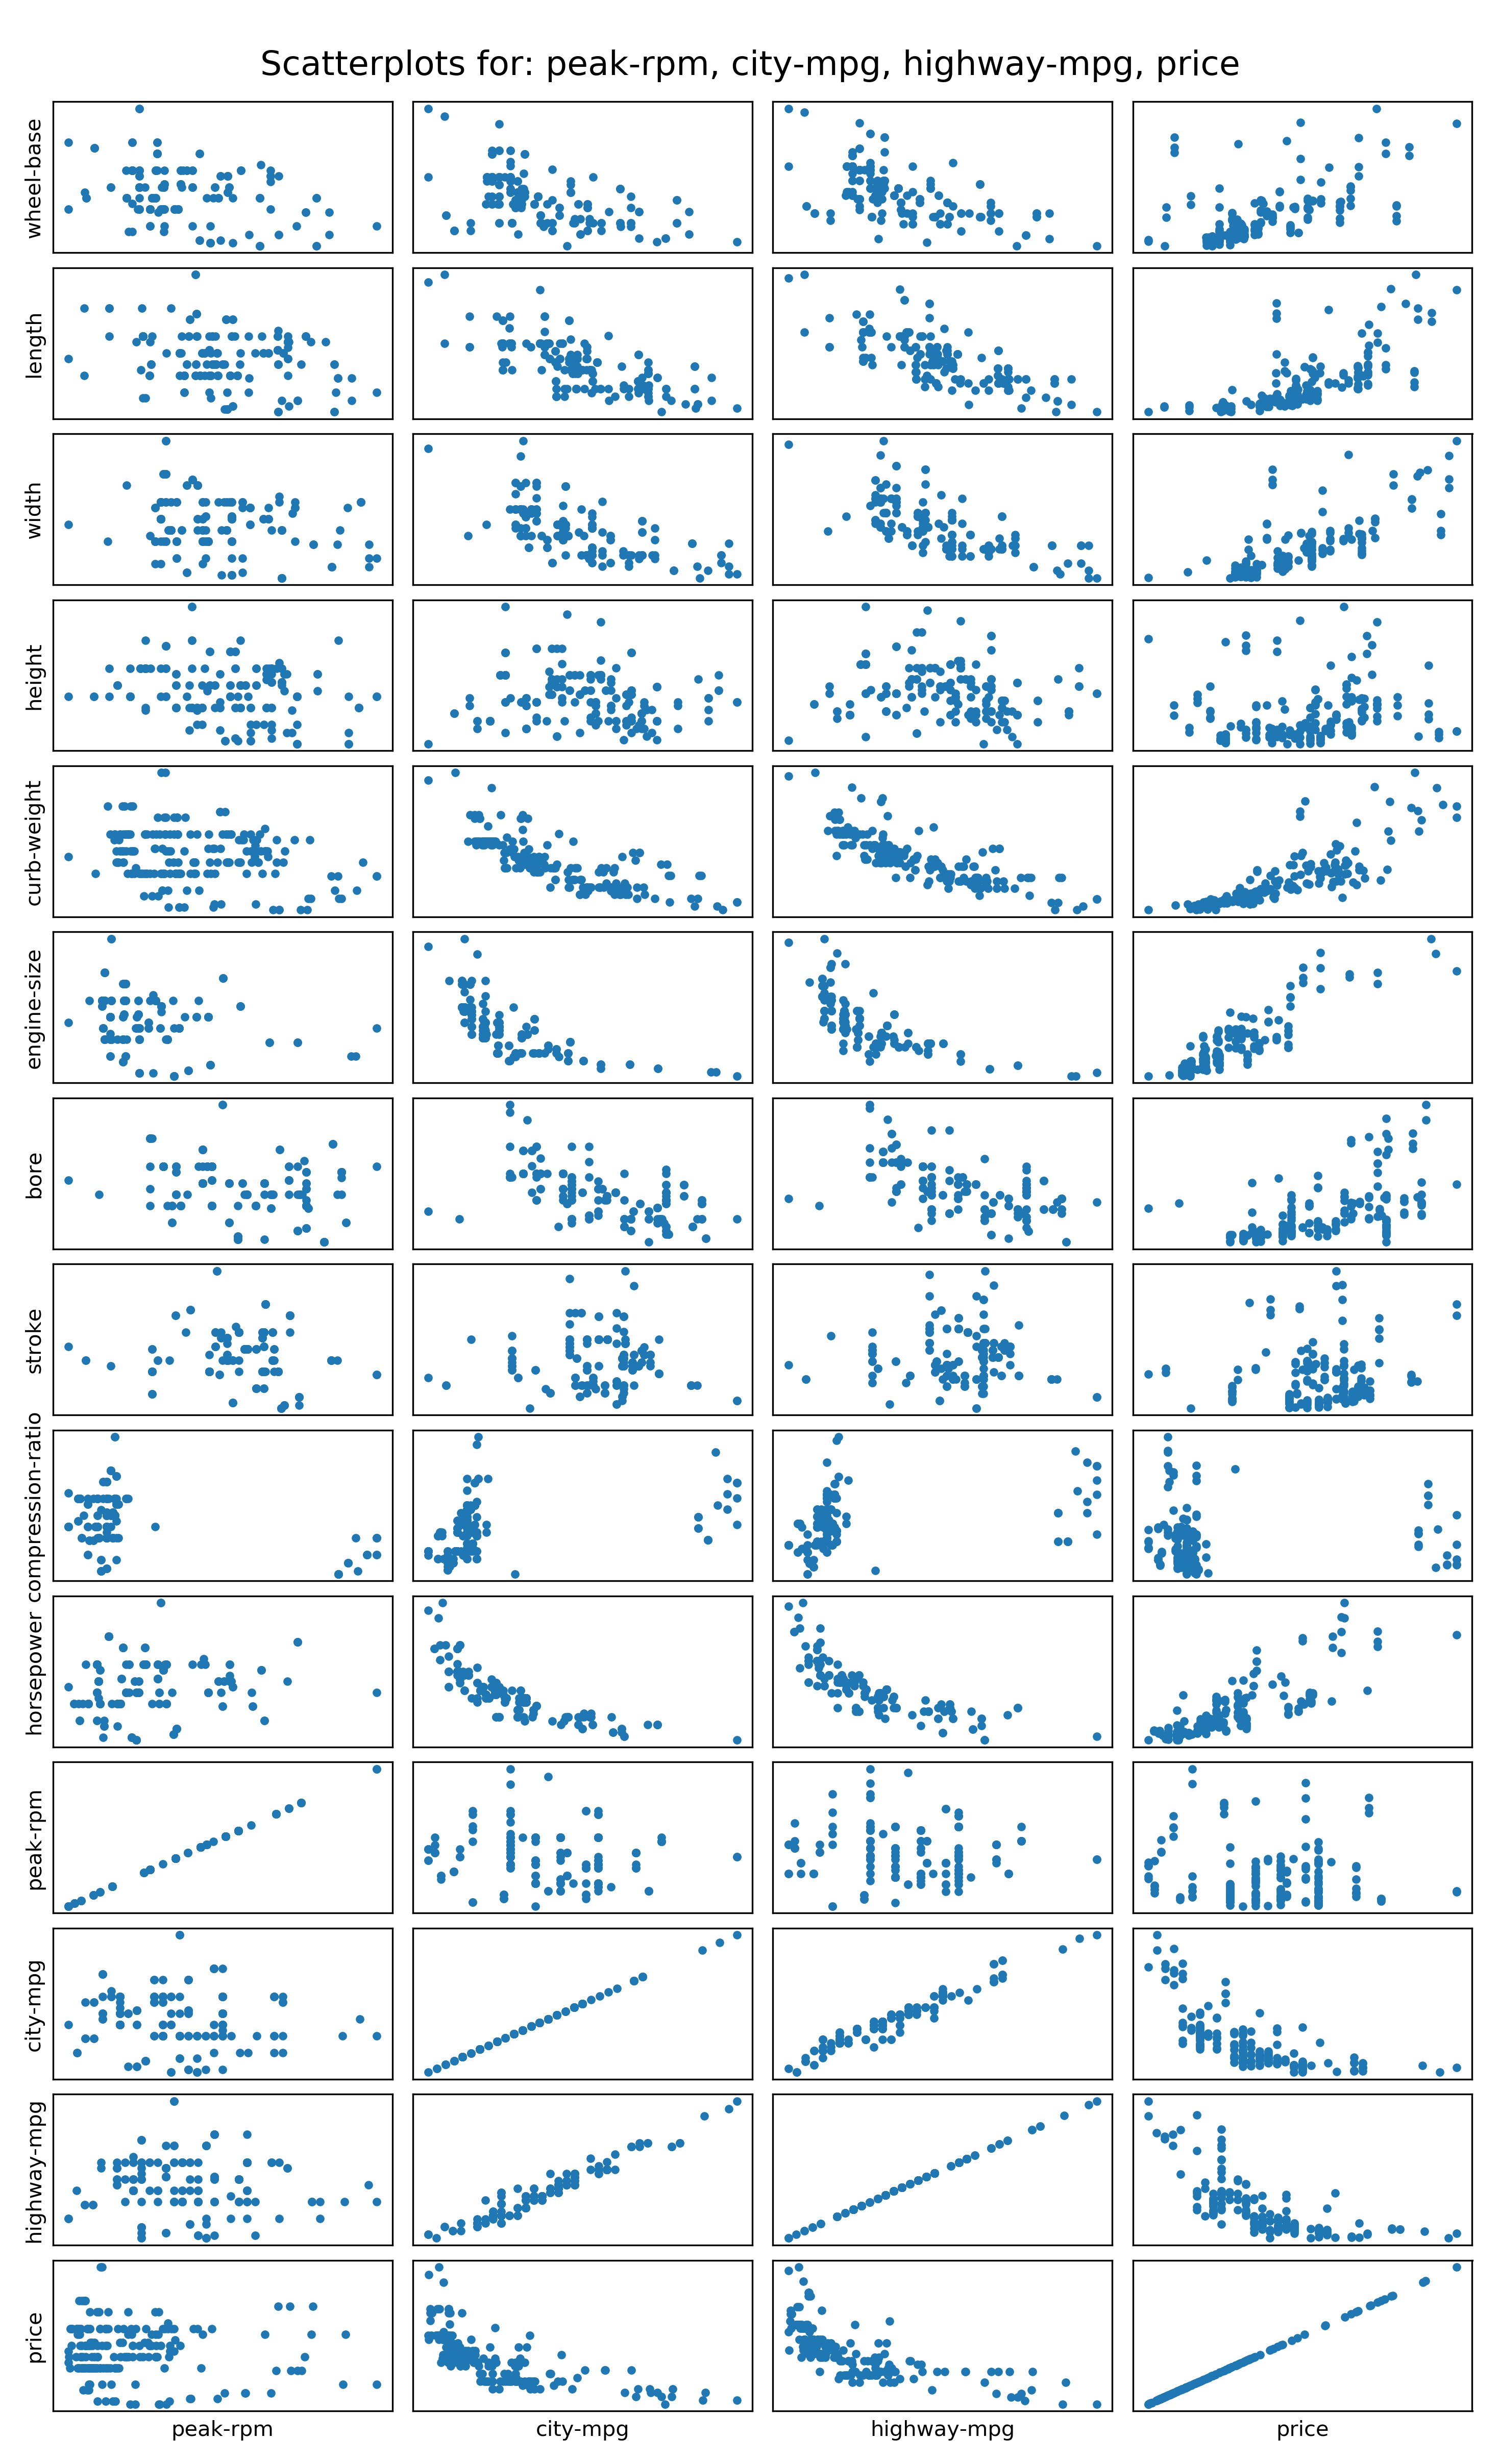 Scatterplots for: peak-rpm, city-mpg, highway-mpg, price
wheel-base
length
width
height
curb-weight
engine-size
bore
stroke
compression-ratio
horsepower
peak-rpm
city-mpg
highway-mpg
price
peak-rpm
city-mpg
highway-mpg
price